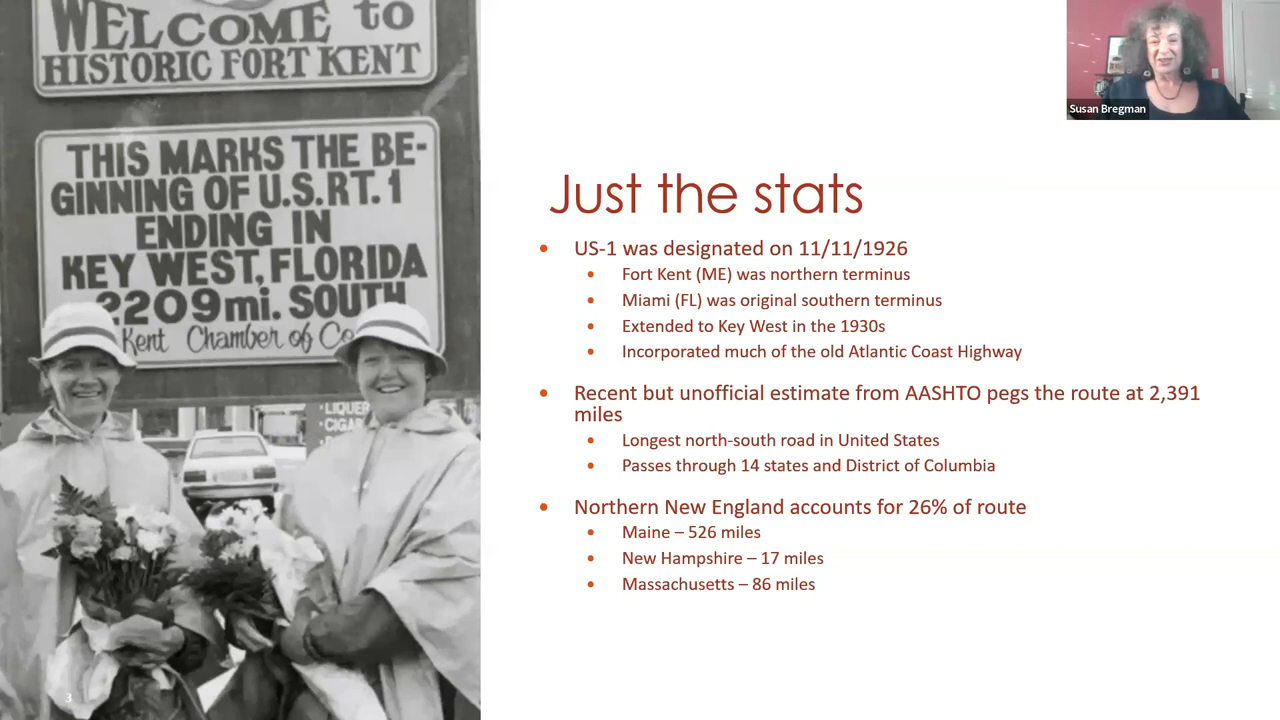 WELCOME to
HISTORIC FORT KENT
THIS MARKS THE BE-
GINNING OF U.S.RT.1
ENDING IN
KEY WEST, FLORIDA
2209mi. SOUTH
Kent Chamber of Co
LIQUER
CIGAR
3
Susan Bregman
Just the stats
• US-1 was designated on 11/11/1926
• Fort Kent (ME) was northern terminus
• Miami (FL) was original southern terminus
• Extended to Key West in the 1930s
• Incorporated much of the old Atlantic Coast Highway
• Recent but unofficial estimate from AASHTO pegs the route at 2,391
miles
• Longest north-south road in United States
• Passes through 14 states and District of Columbia
• Northern New England accounts for 26% of route
• Maine – 526 miles
• New Hampshire – 17 miles
• Massachusetts – 86 miles